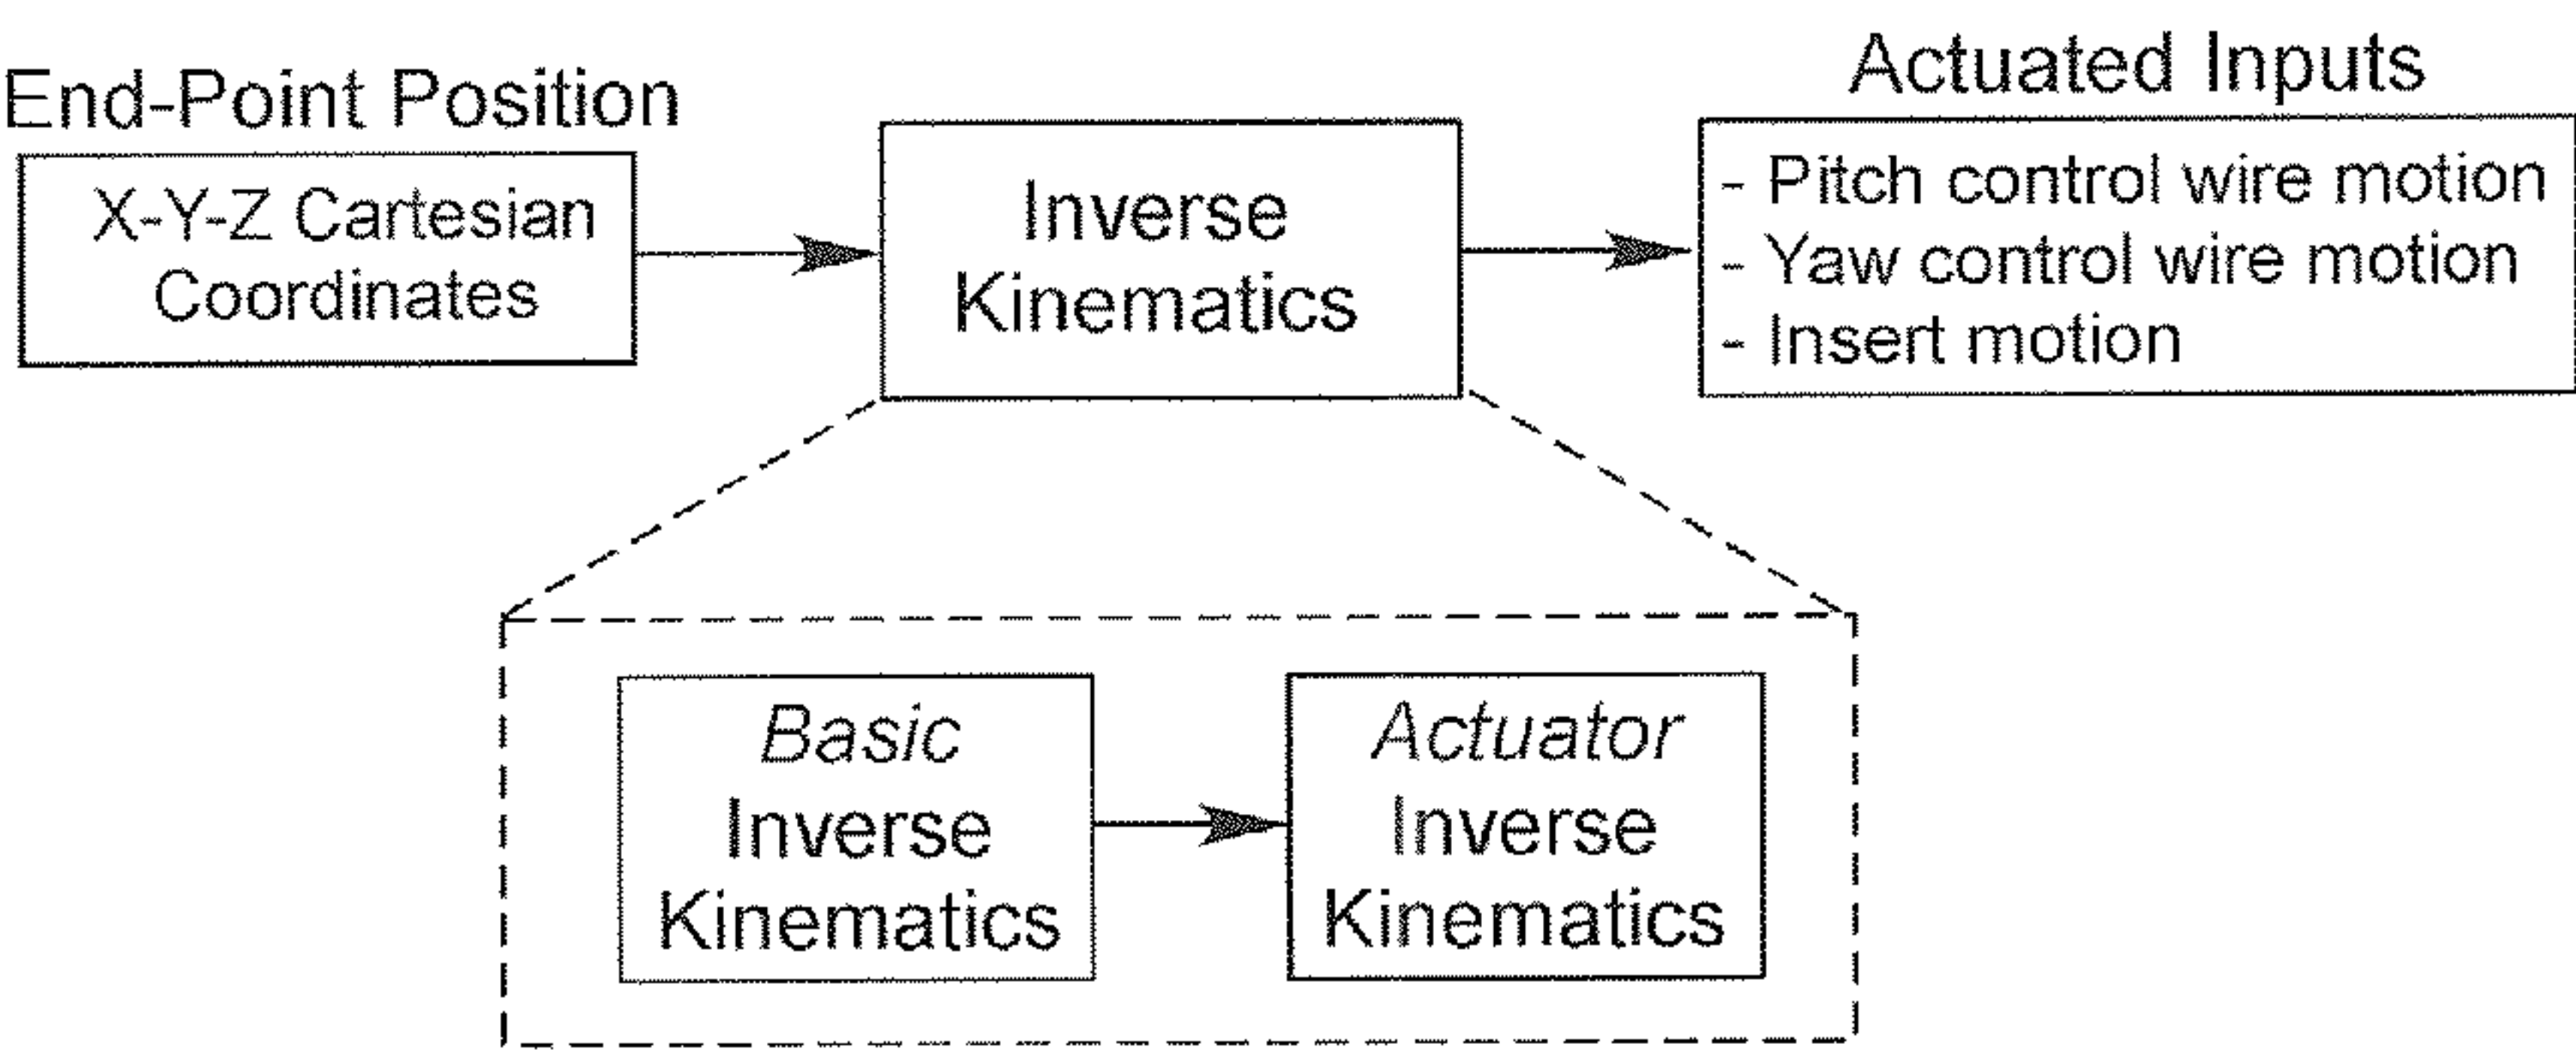 End-Point Position
X-Y-Z Cartesian
Coordinates
Inverse
Kinematics
Actuated Inputs
- Pitch control wire motion
- Yaw control wire motion
- Insert motion
Basic
Inverse
Kinematics
Actuator
Inverse
Kinematics